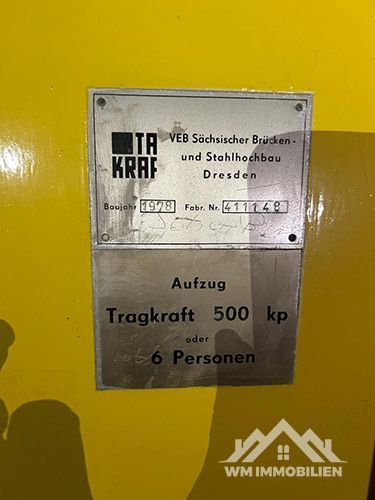 TA
KRAF
VEB Sächsischer Brücken-
und Stahlhochbau
Dresden
Baujahr 1978 Fabr. Nr. 411148
Aufzug
Tragkraft 500 kp
oder
6 Personen
WM IMMOBILIEN